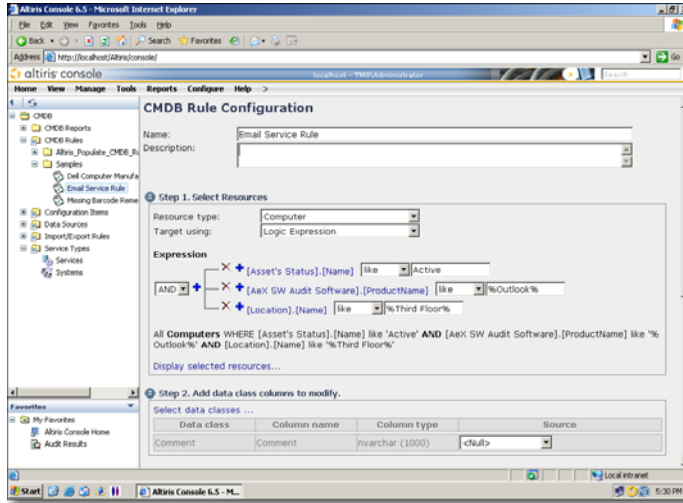 Altiris Console 6.5 - Microsoft Internet Explorer
File Edit View Favorites Tools Help
Back Search Favorites
Address http://localhost/Altiris/console/ Go
altiris console localhost - TMS\Administrator Search
Home View Manage Tools Reports Configure Help >
CMDB
CMDB Reports
CMDB Rules
Altiris_Populate_CMDB_Ru
Samples
Dell Computer Manufa
Email Service Rule
Missing Barcode Reme
Configuration Items
Data Sources
Import/Export Rules
Service Types
Services
Systems
Favorites
My Favorites
Altiris Console Home
Audit Results
CMDB Rule Configuration
Name: Email Service Rule
Description:
Step 1. Select Resources
Resource type: Computer
Target using: Logic Expression
Expression
[Asset's Status].[Name] like Active
AND [AeX SW Audit Software].[ProductName] like %Outlook%
[Location].[Name] like %Third Floor%
All Computers WHERE [Asset's Status].[Name] like 'Active' AND [AeX SW Audit Software].[ProductName] like '%
Outlook%' AND [Location].[Name] like '%Third Floor%'
Display selected resources...
Step 2. Add data class columns to modify.
Select data classes ...
Data class Column name Column type Source
Comment Comment nvarchar (1000) <Null>
Local intranet
Start Altiris Console 6.5 - M... 5:30 PM